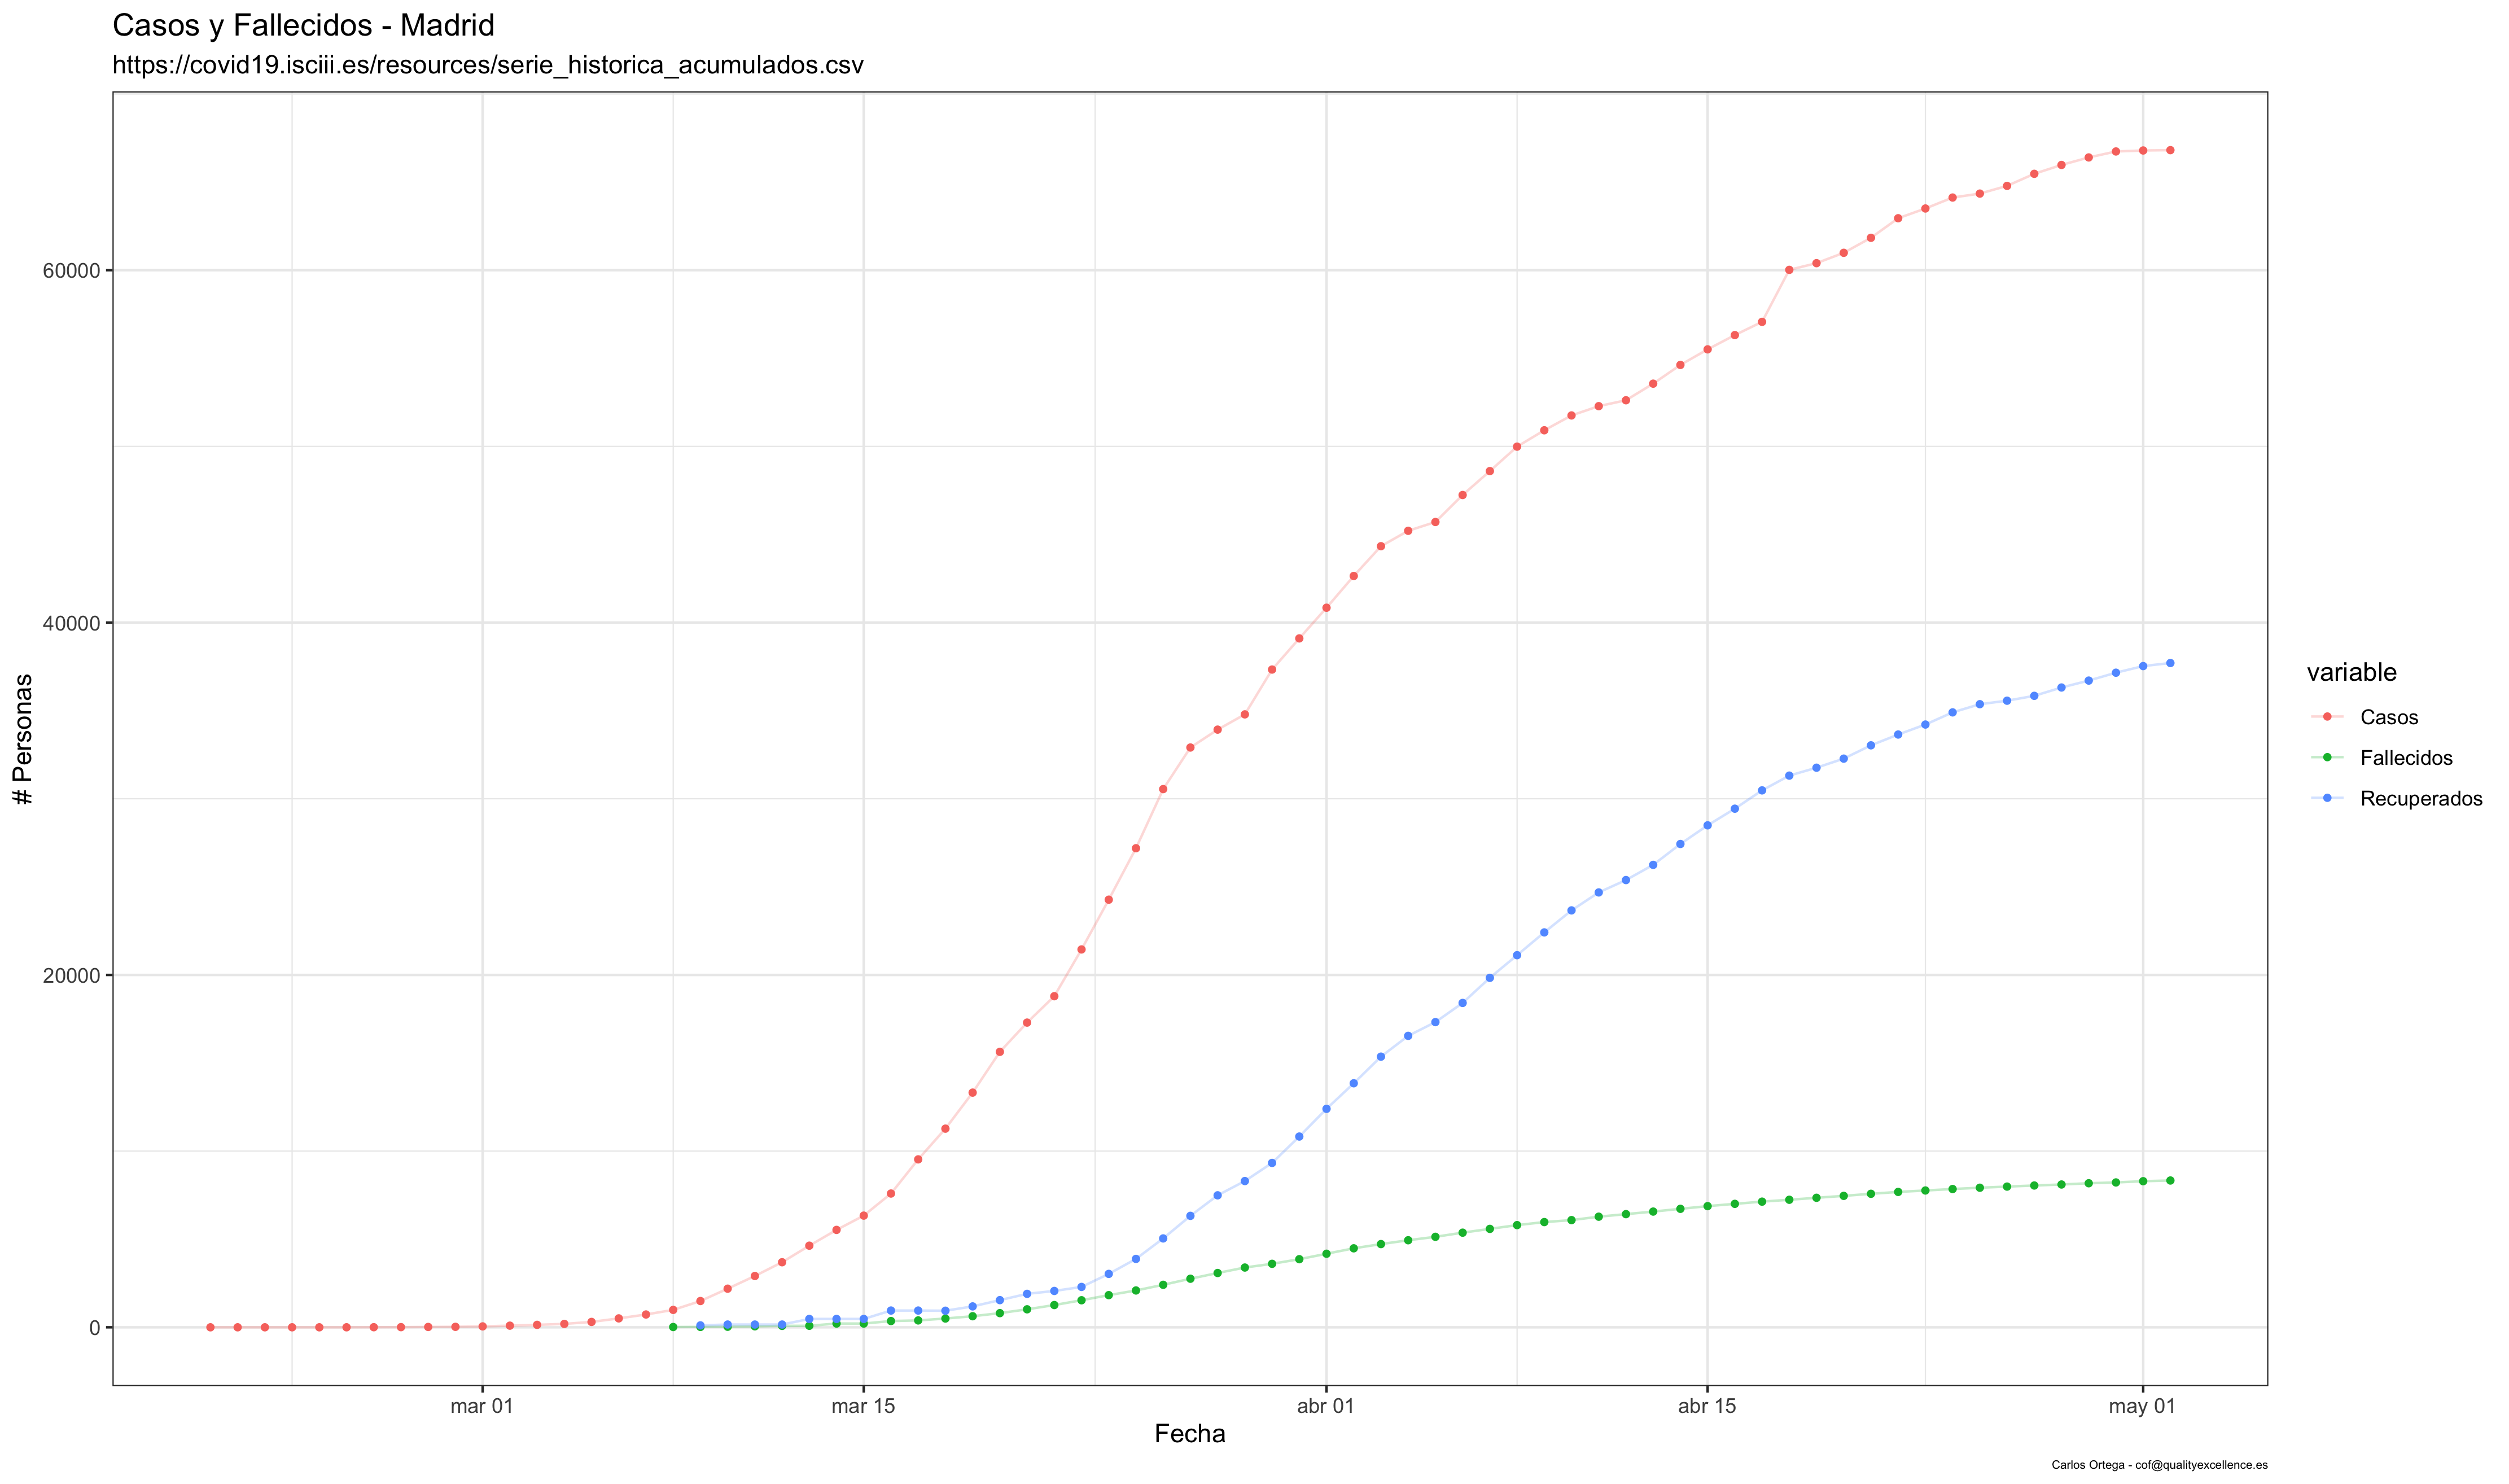 Casos y Fallecidos - Madrid
https://covid19.isciii.es/resources/serie_historica_acumulados.csv
# Personas
60000
40000
20000
0
mar 01
mar 15
abr 01
abr 15
may 01
Fecha
variable
Casos
Fallecidos
Recuperados
Carlos Ortega - cof@qualityexcellence.es